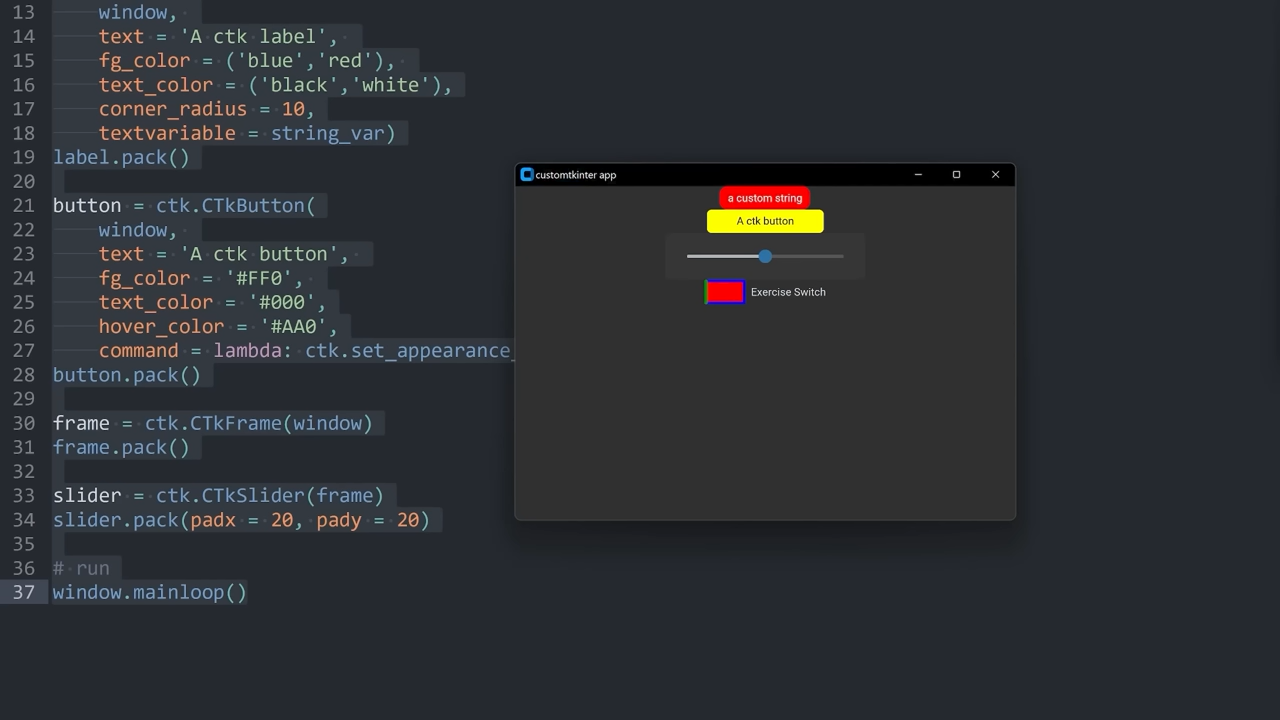 13 window,
14 text = 'A ctk label',
15 fg_color = ('blue','red'),
16 text_color = ('black','white'),
17 corner_radius = 10,
18 textvariable = string_var)
19 label.pack()
20
21 button = ctk.CTkButton(
22 window,
23 text = 'A ctk button',
24 fg_color = '#FF0',
25 text_color = '#000',
26 hover_color = '#AA0',
27 command = lambda: ctk.set_appearance_
28 button.pack()
29
30 frame = ctk.CTkFrame(window)
31 frame.pack()
32
33 slider = ctk.CTkSlider(frame)
34 slider.pack(padx = 20, pady = 20)
35
36 # run
37 window.mainloop()
customtkinter app
a custom string
A ctk button
Exercise Switch